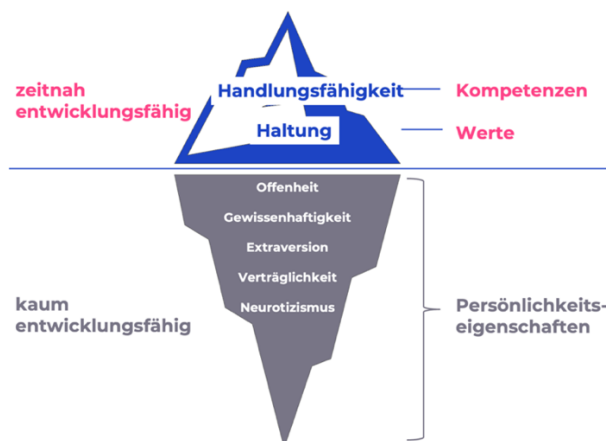 zeitnah
entwicklungsfähig
Handlungsfähigkeit
Kompetenzen
Haltung
Werte
Offenheit
Gewissenhaftigkeit
Extraversion
Verträglichkeit
Neurotizismus
kaum
entwicklungsfähig
Persönlichkeits-
eigenschaften